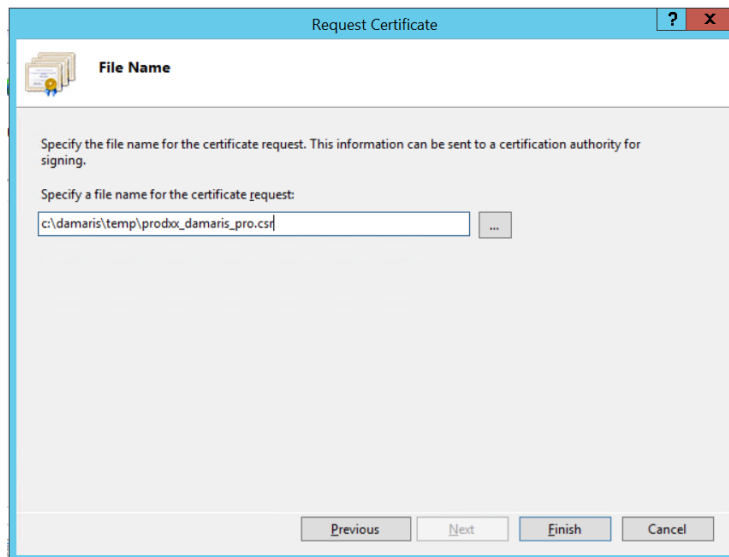 Request Certificate
? X
File Name
Specify the file name for the certificate request. This information can be sent to a certification authority for
signing.
Specify a file name for the certificate request:
c:\damaris\temp\prodxx_damaris_pro.csr
...
Previous Next Finish Cancel